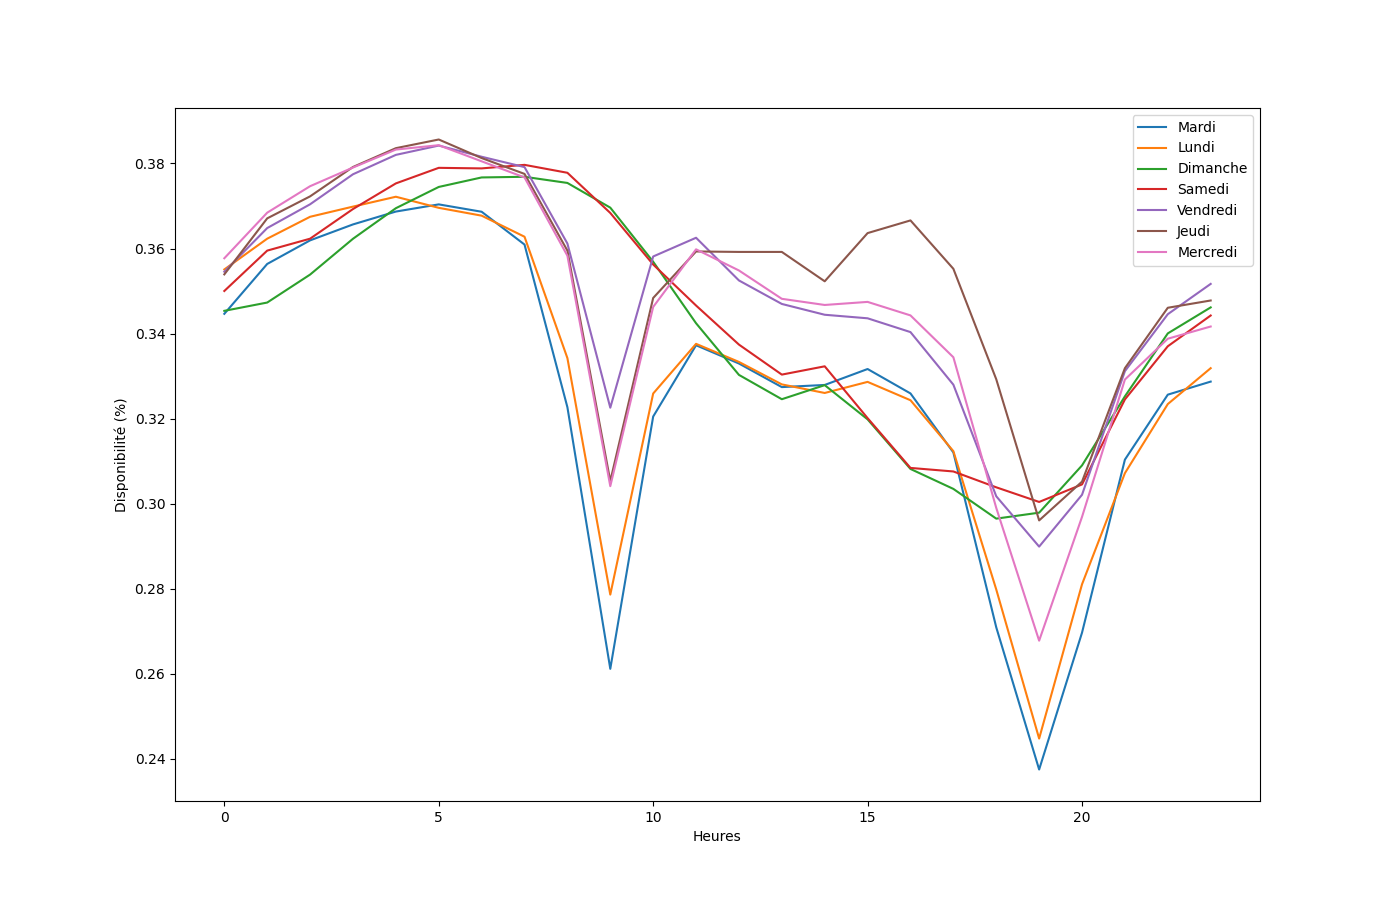 Mardi
Lundi
Dimanche
Samedi
Vendredi
Jeudi
Mercredi
0.38
0.36
0.34
0.32
0.30
0.28
0.26
0.24
Disponibilité (%)
0 5 10 15 20
Heures